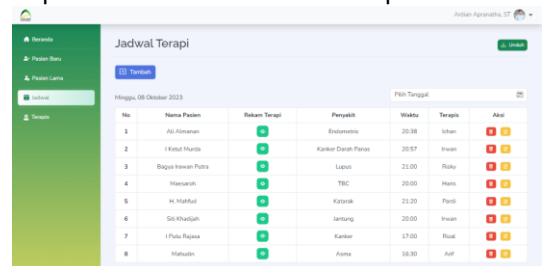 Ardian Apranatha, ST
Beranda
Pasien Baru
Pasien Lama
Jadwal
Terapis
Jadwal Terapi
Unduh
Tambah
Minggu, 08 Oktober 2023
Pilih Tanggal
No Nama Pasien Rekam Terapi Penyakit Waktu Terapis Aksi
1 Ali Almanan Endometris 20:38 Ichan
2 I Ketut Murda Kanker Darah Panas 20:57 Irwan
3 Bagus Irawan Putra Lupus 21:00 Risky
4 Maesaroh TBC 20:00 Haris
5 H. Mahfud Katarak 21:20 Pardi
6 Siti Khadijah Jantung 20:00 Irwan
7 I Putu Rajasa Kanker 17:00 Rizal
8 Mahudin Asma 16:30 Arif